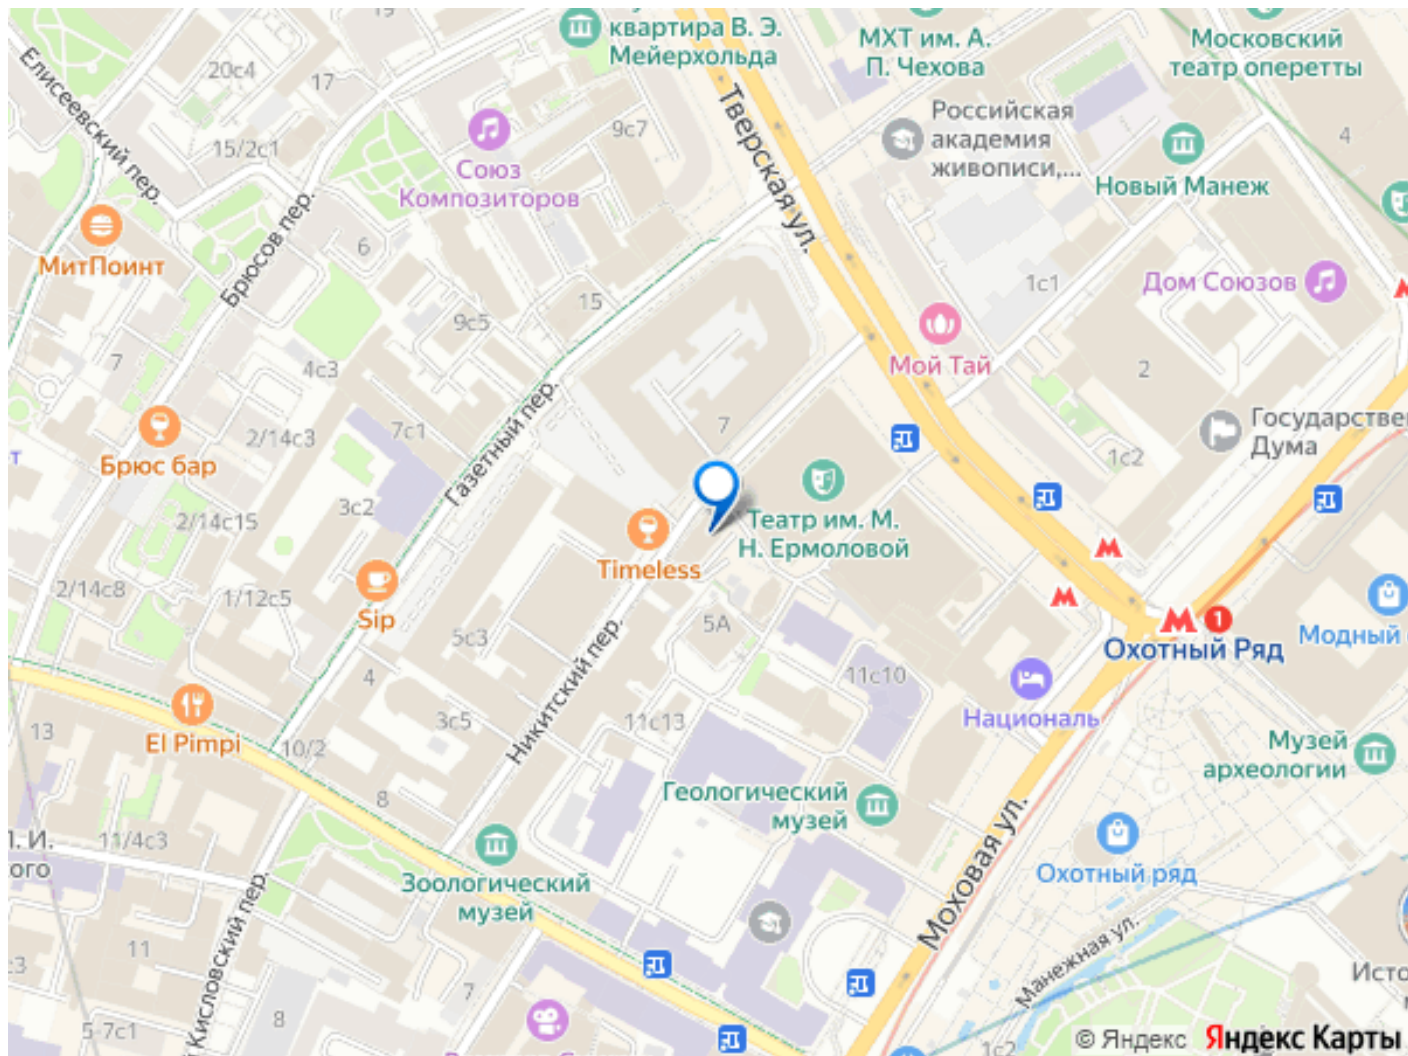 квартира В. Э.
Мейерхольда
МХТ им. А.
П. Чехова
Московский
театр оперетты
Елисеевский пер.
20с4
17
Тверская ул.
Российская
академия
живописи,...
4
9с7
15/2с1
Союз
Композиторов
Новый Манеж
МитПоинт
Брюсов пер.
6
15
1с1
Дом Союзов
9с5
7
4с3
Мой Тай
2
Газетный пер.
7
Государстве
Дума
2/14с3
7с1
1с2
Брюс бар
т
3с2
2/14с15
Театр им. М.
Н. Ермоловой
Timeless
2/14с8
1/12с5
Sip
5с3
5А
Охотный Ряд
1
Модный
Никитский пер.
4
11с10
Националь
3с5
11с13
13
El Pimpi
10/2
Музей
археологии
8
Геологический
музей
11/4с3
Л. И.
ого
Зоологический
музей
Охотный ряд
Моховая ул.
Кисловский пер.
11
:3
Манежная ул.
7
8
5-7с1
Исто
1с2
© Яндекс Яндекс Карты